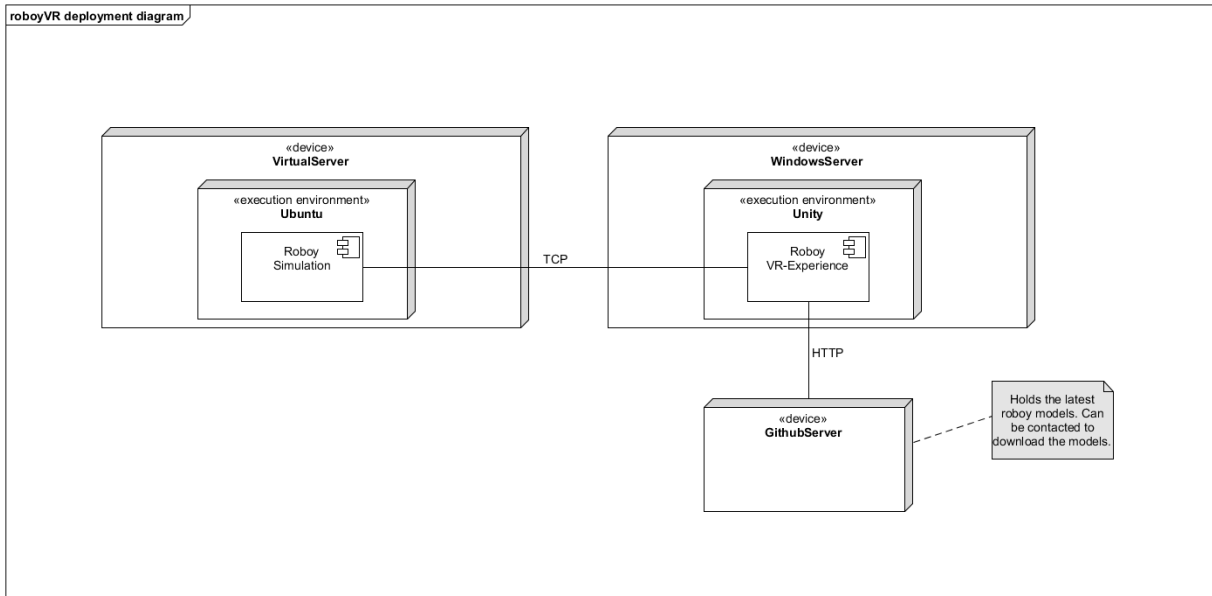 roboyVR deployment diagram
«device»
VirtualServer
«execution environment»
Ubuntu
Roboy
Simulation
TCP
«device»
WindowsServer
«execution environment»
Unity
Roboy
VR-Experience
HTTP
«device»
GithubServer
Holds the latest
roboy models. Can
be contacted to
download the models.